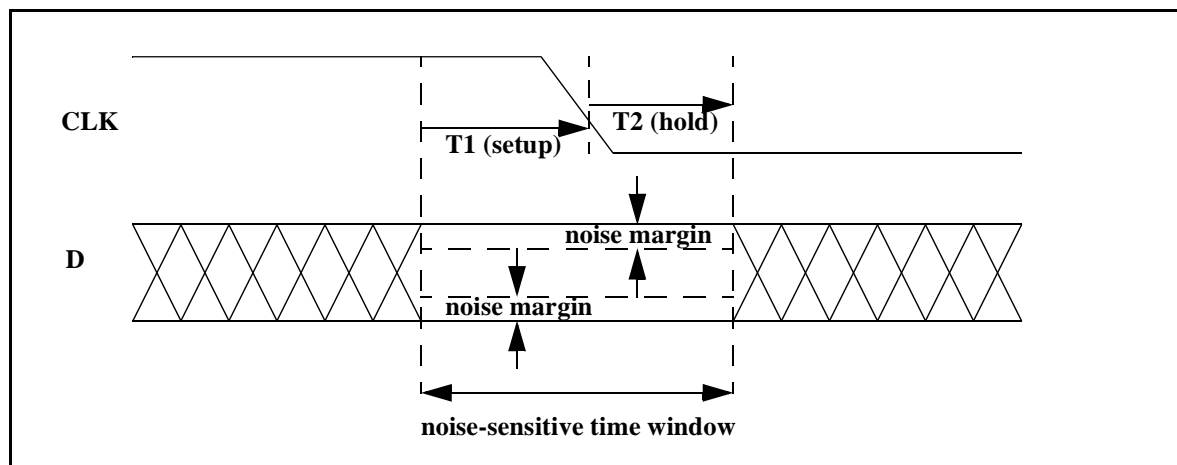 CLK
T2 (hold)
T1 (setup)
noise margin
D
noise margin
noise-sensitive time window